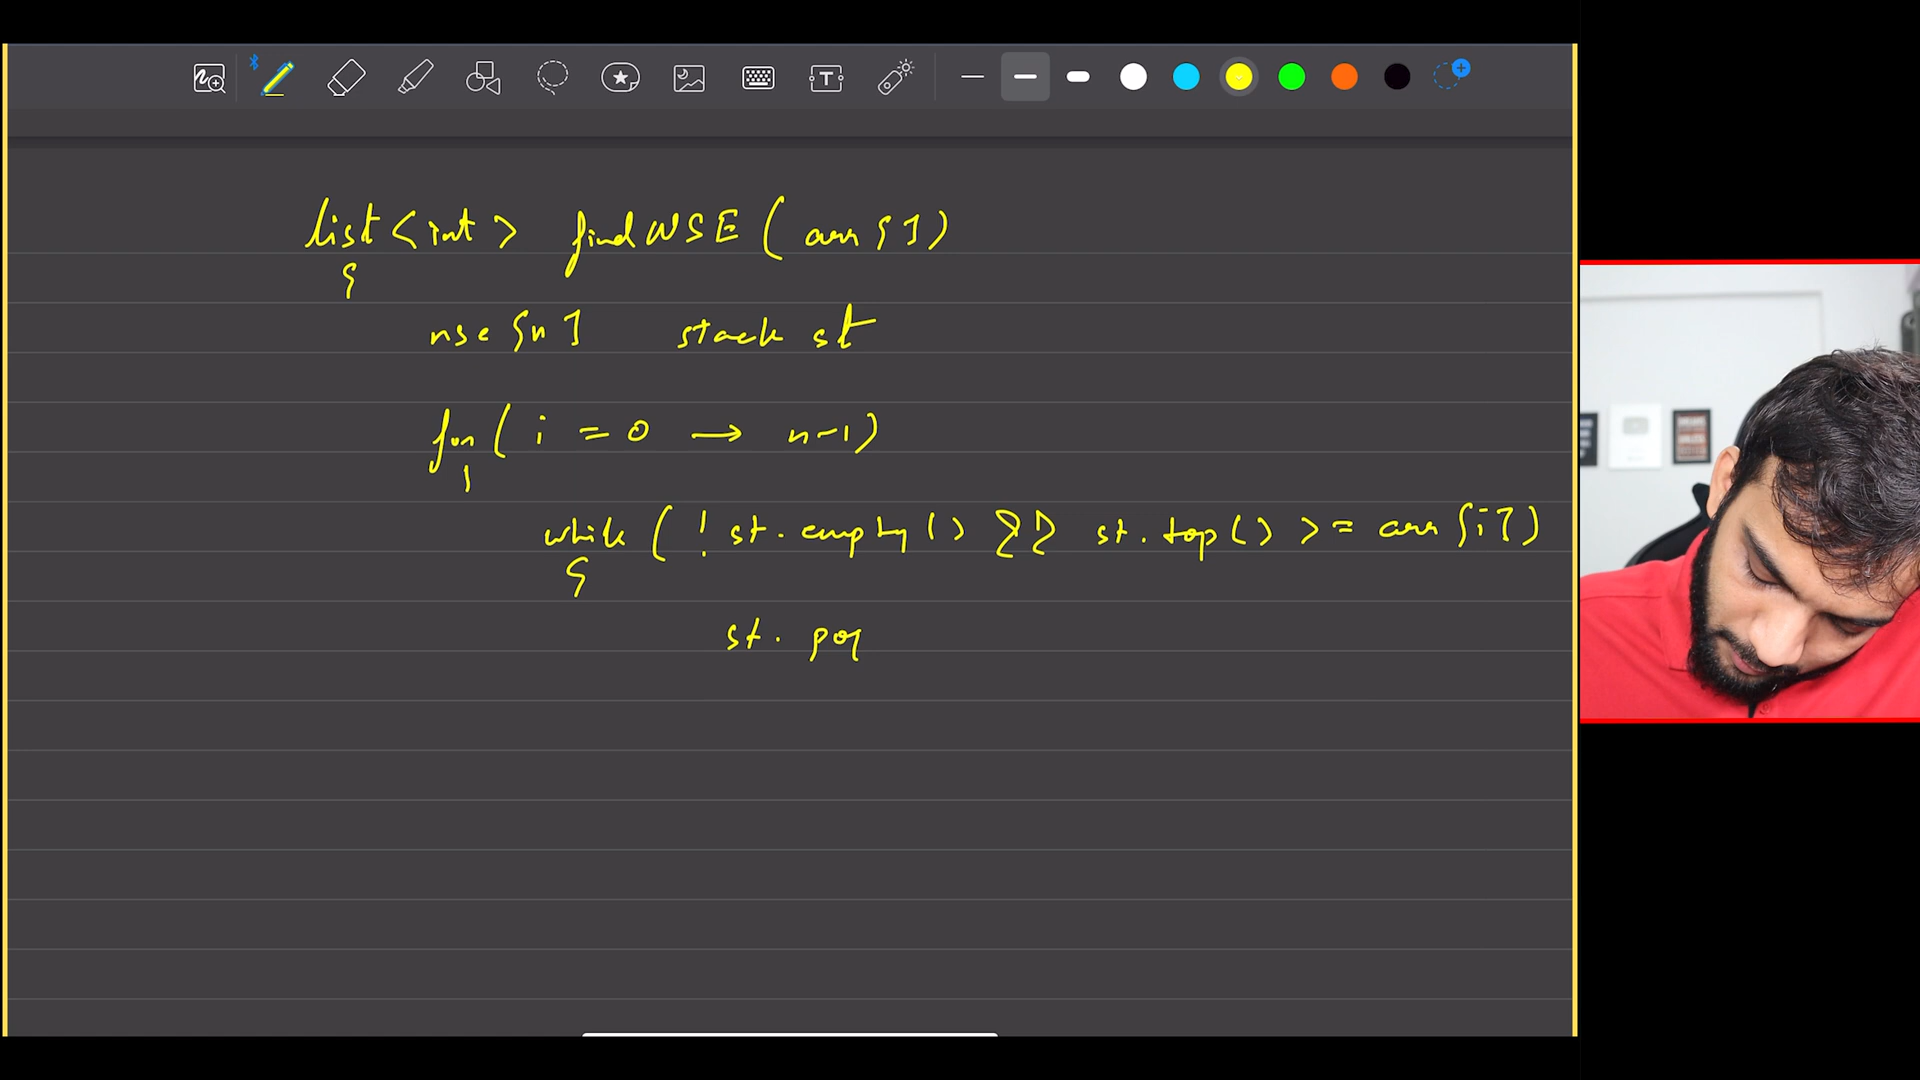 list<int> findNSE(arr[])
{
nse[n] stack st
for(i = 0 → n-1)
{
while(!st.empty() && st.top() >= arr[i])
{
st.pop